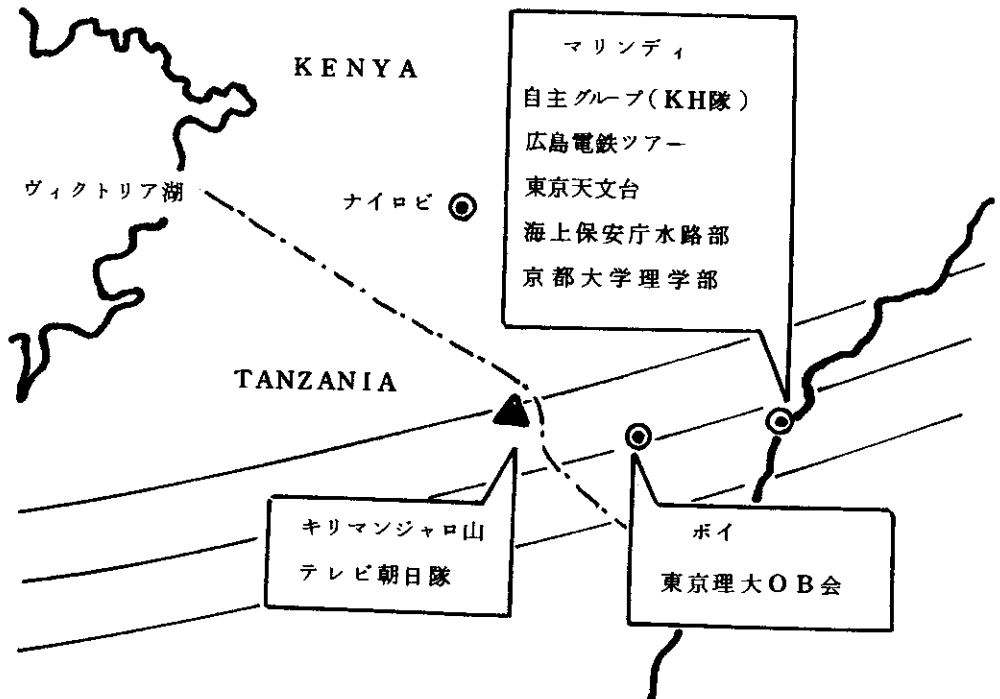 KENYA
ヴィクトリア湖
ナイロビ
マリンディ
自主グループ(KH隊)
広島電鉄ツアー
東京天文台
海上保安庁水路部
京都大学理学部
TANZANIA
キリマンジャロ山
テレビ朝日隊
ボイ
東京理大OB会